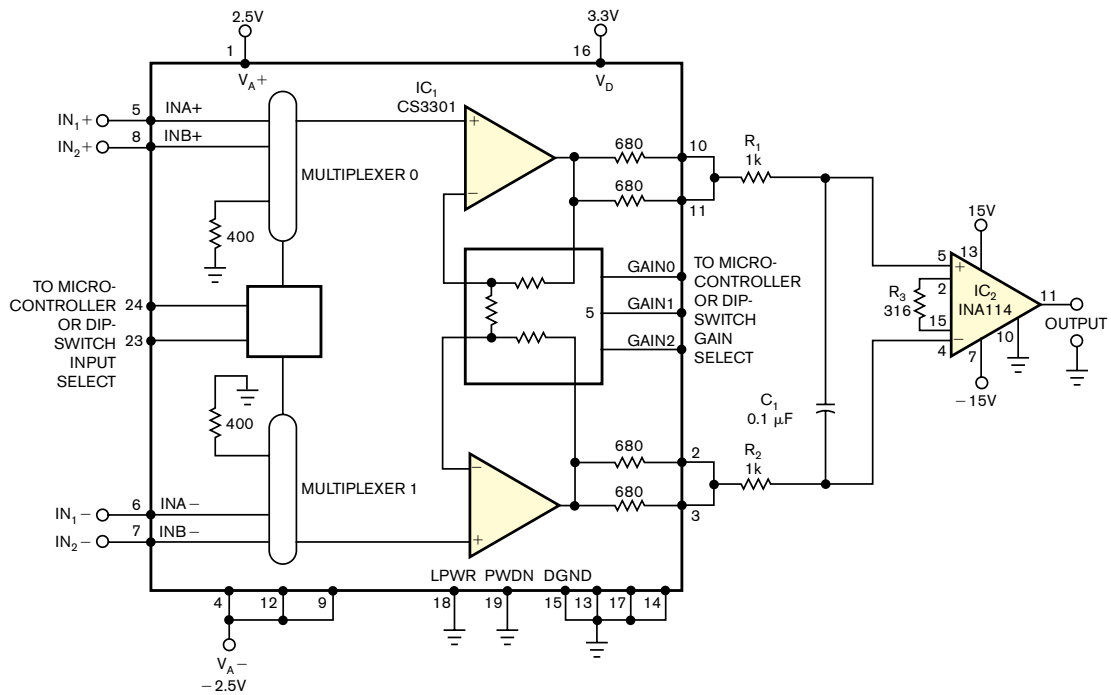 2.5V
3.3V
1
16
V_A+
V_D
IC₁
CS3301
IN₁+
5
INA+
IN₂+
8
INB+
MULTIPLEXER 0
400
+
−
680
10
680
11
R₁
1k
15V
13
5
+
2
R₃
316
15
−
4
IC₂
INA114
10
7
−15V
11
OUTPUT
TO MICRO-
CONTROLLER
OR DIP-
SWITCH
INPUT
SELECT
24
23
GAIN0
GAIN1
GAIN2
5
TO MICRO-
CONTROLLER
OR DIP-
SWITCH
GAIN
SELECT
C₁
0.1 µF
400
MULTIPLEXER 1
−
+
680
2
680
3
R₂
1k
IN₁−
6
INA−
IN₂−
7
INB−
LPWR
PWDN
DGND
4
12
9
18
19
15
13
17
14
V_A−
−2.5V